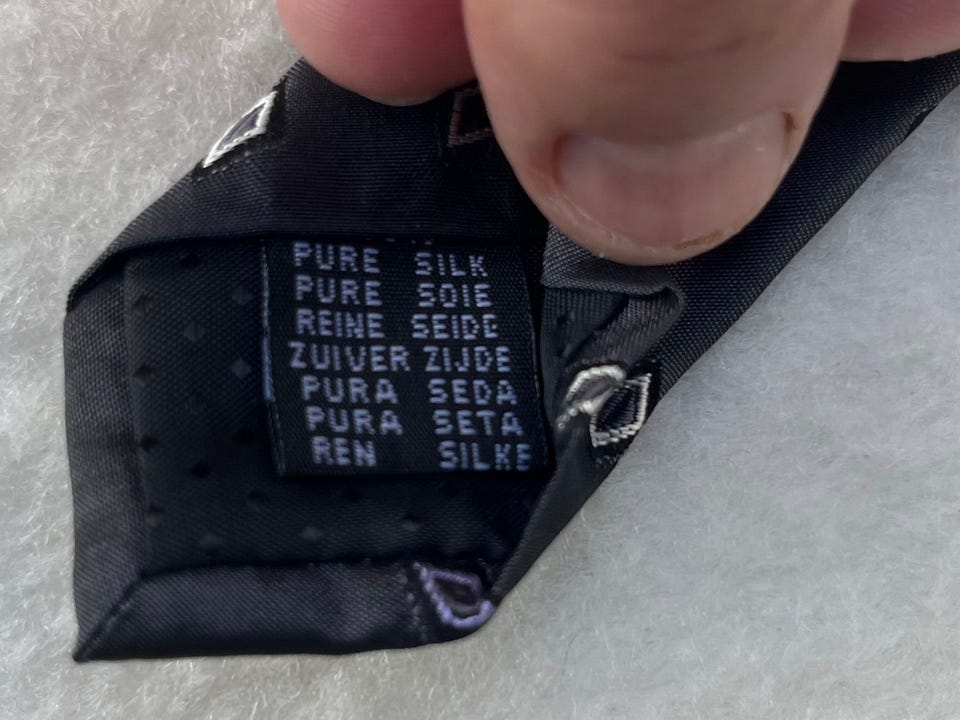 PURE SILK
PURE SOIE
REINE SEIDE
ZUIVER ZIJDE
PURA SEDA
PURA SETA
REN SILKE